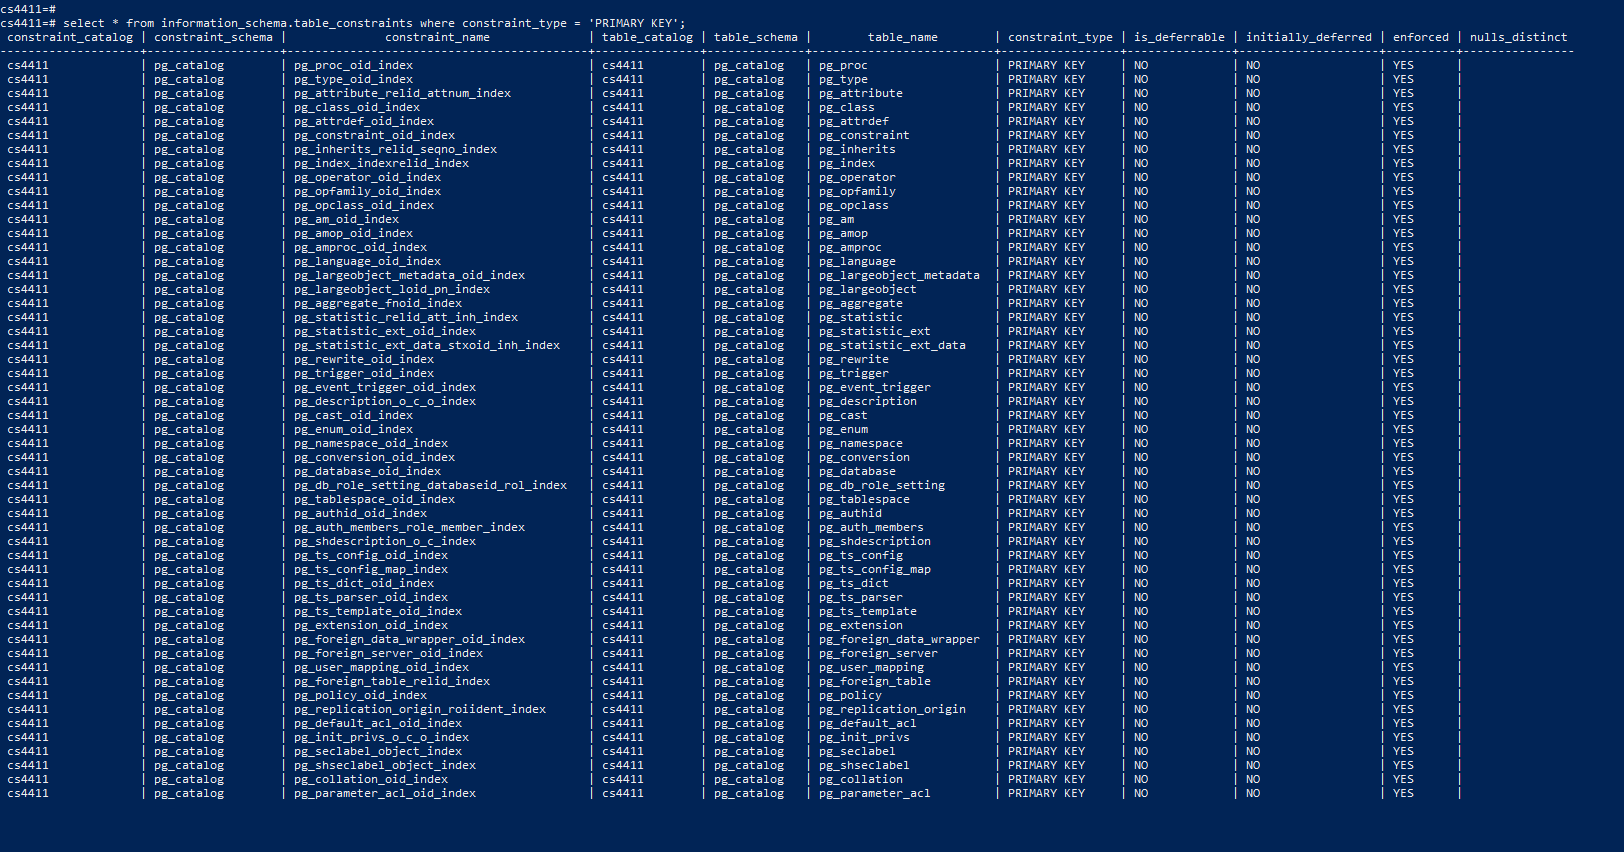 cs4411=#
cs4411=# select * from information_schema.table_constraints where constraint_type = 'PRIMARY KEY';
constraint_catalog | constraint_schema | constraint_name | table_catalog | table_schema | table_name | constraint_type | is_deferrable | initially_deferred | enforced | nulls_distinct
cs4411 | pg_catalog | pg_proc_oid_index | cs4411 | pg_catalog | pg_proc | PRIMARY KEY | NO | NO | YES |
cs4411 | pg_catalog | pg_type_oid_index | cs4411 | pg_catalog | pg_type | PRIMARY KEY | NO | NO | YES |
cs4411 | pg_catalog | pg_attribute_relid_attnum_index | cs4411 | pg_catalog | pg_attribute | PRIMARY KEY | NO | NO | YES |
cs4411 | pg_catalog | pg_class_oid_index | cs4411 | pg_catalog | pg_class | PRIMARY KEY | NO | NO | YES |
cs4411 | pg_catalog | pg_attrdef_oid_index | cs4411 | pg_catalog | pg_attrdef | PRIMARY KEY | NO | NO | YES |
cs4411 | pg_catalog | pg_constraint_oid_index | cs4411 | pg_catalog | pg_constraint | PRIMARY KEY | NO | NO | YES |
cs4411 | pg_catalog | pg_inherits_relid_seqno_index | cs4411 | pg_catalog | pg_inherits | PRIMARY KEY | NO | NO | YES |
cs4411 | pg_catalog | pg_index_indexrelid_index | cs4411 | pg_catalog | pg_index | PRIMARY KEY | NO | NO | YES |
cs4411 | pg_catalog | pg_operator_oid_index | cs4411 | pg_catalog | pg_operator | PRIMARY KEY | NO | NO | YES |
cs4411 | pg_catalog | pg_opfamily_oid_index | cs4411 | pg_catalog | pg_opfamily | PRIMARY KEY | NO | NO | YES |
cs4411 | pg_catalog | pg_opclass_oid_index | cs4411 | pg_catalog | pg_opclass | PRIMARY KEY | NO | NO | YES |
cs4411 | pg_catalog | pg_am_oid_index | cs4411 | pg_catalog | pg_am | PRIMARY KEY | NO | NO | YES |
cs4411 | pg_catalog | pg_amop_oid_index | cs4411 | pg_catalog | pg_amop | PRIMARY KEY | NO | NO | YES |
cs4411 | pg_catalog | pg_amproc_oid_index | cs4411 | pg_catalog | pg_amproc | PRIMARY KEY | NO | NO | YES |
cs4411 | pg_catalog | pg_language_oid_index | cs4411 | pg_catalog | pg_language | PRIMARY KEY | NO | NO | YES |
cs4411 | pg_catalog | pg_largeobject_metadata_oid_index | cs4411 | pg_catalog | pg_largeobject_metadata | PRIMARY KEY | NO | NO | YES |
cs4411 | pg_catalog | pg_largeobject_loid_pn_index | cs4411 | pg_catalog | pg_largeobject | PRIMARY KEY | NO | NO | YES |
cs4411 | pg_catalog | pg_aggregate_fnoid_index | cs4411 | pg_catalog | pg_aggregate | PRIMARY KEY | NO | NO | YES |
cs4411 | pg_catalog | pg_statistic_relid_att_inh_index | cs4411 | pg_catalog | pg_statistic | PRIMARY KEY | NO | NO | YES |
cs4411 | pg_catalog | pg_statistic_ext_oid_index | cs4411 | pg_catalog | pg_statistic_ext | PRIMARY KEY | NO | NO | YES |
cs4411 | pg_catalog | pg_statistic_ext_data_stxoid_inh_index | cs4411 | pg_catalog | pg_statistic_ext_data | PRIMARY KEY | NO | NO | YES |
cs4411 | pg_catalog | pg_rewrite_oid_index | cs4411 | pg_catalog | pg_rewrite | PRIMARY KEY | NO | NO | YES |
cs4411 | pg_catalog | pg_trigger_oid_index | cs4411 | pg_catalog | pg_trigger | PRIMARY KEY | NO | NO | YES |
cs4411 | pg_catalog | pg_event_trigger_oid_index | cs4411 | pg_catalog | pg_event_trigger | PRIMARY KEY | NO | NO | YES |
cs4411 | pg_catalog | pg_description_o_c_o_index | cs4411 | pg_catalog | pg_description | PRIMARY KEY | NO | NO | YES |
cs4411 | pg_catalog | pg_cast_oid_index | cs4411 | pg_catalog | pg_cast | PRIMARY KEY | NO | NO | YES |
cs4411 | pg_catalog | pg_enum_oid_index | cs4411 | pg_catalog | pg_enum | PRIMARY KEY | NO | NO | YES |
cs4411 | pg_catalog | pg_namespace_oid_index | cs4411 | pg_catalog | pg_namespace | PRIMARY KEY | NO | NO | YES |
cs4411 | pg_catalog | pg_conversion_oid_index | cs4411 | pg_catalog | pg_conversion | PRIMARY KEY | NO | NO | YES |
cs4411 | pg_catalog | pg_database_oid_index | cs4411 | pg_catalog | pg_database | PRIMARY KEY | NO | NO | YES |
cs4411 | pg_catalog | pg_db_role_setting_databaseid_rol_index | cs4411 | pg_catalog | pg_db_role_setting | PRIMARY KEY | NO | NO | YES |
cs4411 | pg_catalog | pg_tablespace_oid_index | cs4411 | pg_catalog | pg_tablespace | PRIMARY KEY | NO | NO | YES |
cs4411 | pg_catalog | pg_authid_oid_index | cs4411 | pg_catalog | pg_authid | PRIMARY KEY | NO | NO | YES |
cs4411 | pg_catalog | pg_auth_members_role_member_index | cs4411 | pg_catalog | pg_auth_members | PRIMARY KEY | NO | NO | YES |
cs4411 | pg_catalog | pg_shdescription_o_c_index | cs4411 | pg_catalog | pg_shdescription | PRIMARY KEY | NO | NO | YES |
cs4411 | pg_catalog | pg_ts_config_oid_index | cs4411 | pg_catalog | pg_ts_config | PRIMARY KEY | NO | NO | YES |
cs4411 | pg_catalog | pg_ts_config_map_index | cs4411 | pg_catalog | pg_ts_config_map | PRIMARY KEY | NO | NO | YES |
cs4411 | pg_catalog | pg_ts_dict_oid_index | cs4411 | pg_catalog | pg_ts_dict | PRIMARY KEY | NO | NO | YES |
cs4411 | pg_catalog | pg_ts_parser_oid_index | cs4411 | pg_catalog | pg_ts_parser | PRIMARY KEY | NO | NO | YES |
cs4411 | pg_catalog | pg_ts_template_oid_index | cs4411 | pg_catalog | pg_ts_template | PRIMARY KEY | NO | NO | YES |
cs4411 | pg_catalog | pg_extension_oid_index | cs4411 | pg_catalog | pg_extension | PRIMARY KEY | NO | NO | YES |
cs4411 | pg_catalog | pg_foreign_data_wrapper_oid_index | cs4411 | pg_catalog | pg_foreign_data_wrapper | PRIMARY KEY | NO | NO | YES |
cs4411 | pg_catalog | pg_foreign_server_oid_index | cs4411 | pg_catalog | pg_foreign_server | PRIMARY KEY | NO | NO | YES |
cs4411 | pg_catalog | pg_user_mapping_oid_index | cs4411 | pg_catalog | pg_user_mapping | PRIMARY KEY | NO | NO | YES |
cs4411 | pg_catalog | pg_foreign_table_relid_index | cs4411 | pg_catalog | pg_foreign_table | PRIMARY KEY | NO | NO | YES |
cs4411 | pg_catalog | pg_policy_oid_index | cs4411 | pg_catalog | pg_policy | PRIMARY KEY | NO | NO | YES |
cs4411 | pg_catalog | pg_replication_origin_roiident_index | cs4411 | pg_catalog | pg_replication_origin | PRIMARY KEY | NO | NO | YES |
cs4411 | pg_catalog | pg_default_acl_oid_index | cs4411 | pg_catalog | pg_default_acl | PRIMARY KEY | NO | NO | YES |
cs4411 | pg_catalog | pg_init_privs_o_c_o_index | cs4411 | pg_catalog | pg_init_privs | PRIMARY KEY | NO | NO | YES |
cs4411 | pg_catalog | pg_seclabel_object_index | cs4411 | pg_catalog | pg_seclabel | PRIMARY KEY | NO | NO | YES |
cs4411 | pg_catalog | pg_shseclabel_object_index | cs4411 | pg_catalog | pg_shseclabel | PRIMARY KEY | NO | NO | YES |
cs4411 | pg_catalog | pg_collation_oid_index | cs4411 | pg_catalog | pg_collation | PRIMARY KEY | NO | NO | YES |
cs4411 | pg_catalog | pg_parameter_acl_oid_index | cs4411 | pg_catalog | pg_parameter_acl | PRIMARY KEY | NO | NO | YES |